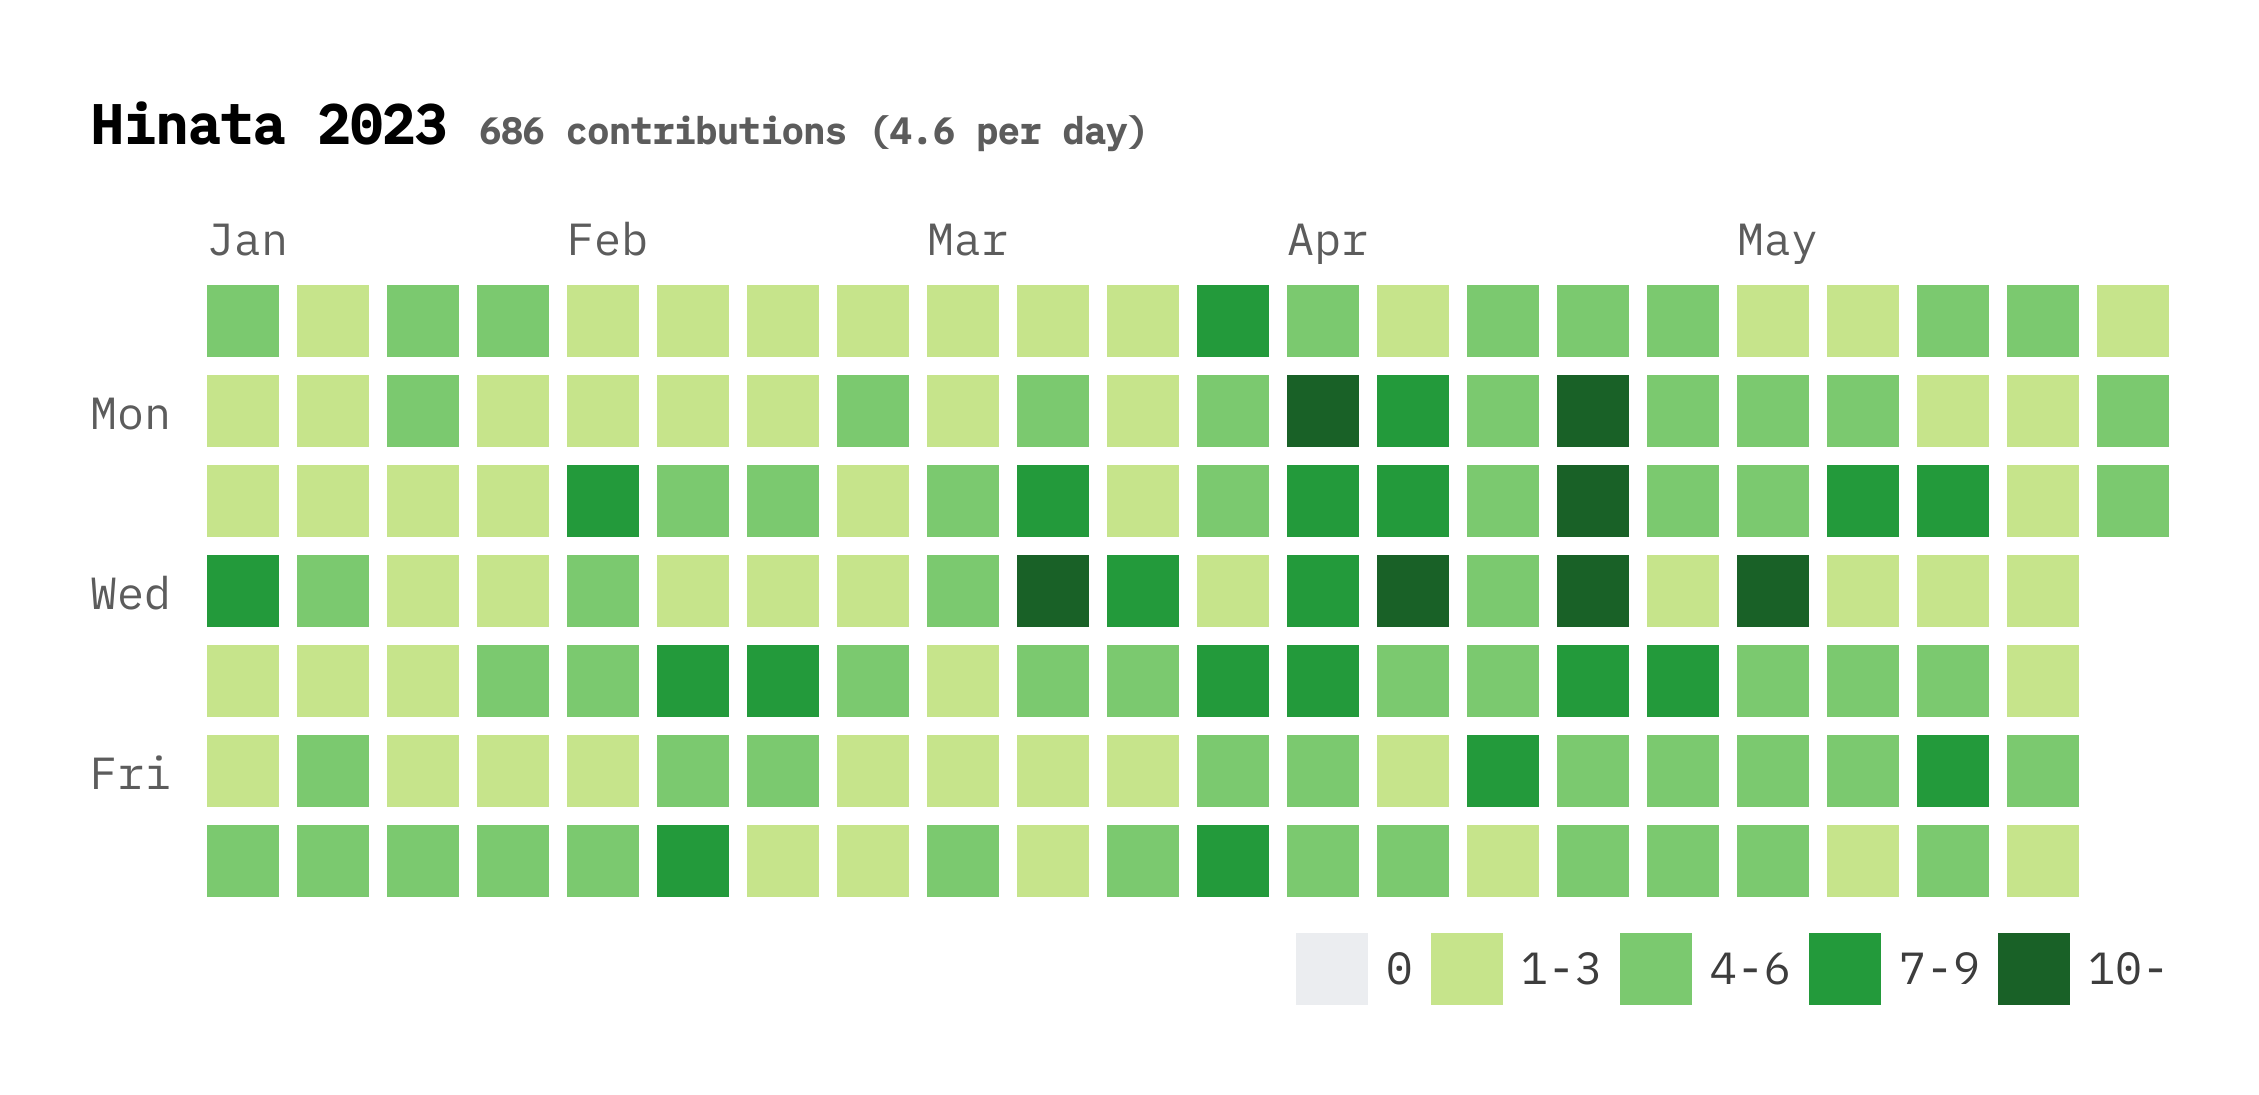 Hinata 2023 686 contributions (4.6 per day)
Jan Feb Mar Apr May
Mon
Wed
Fri
0 1-3 4-6 7-9 10-